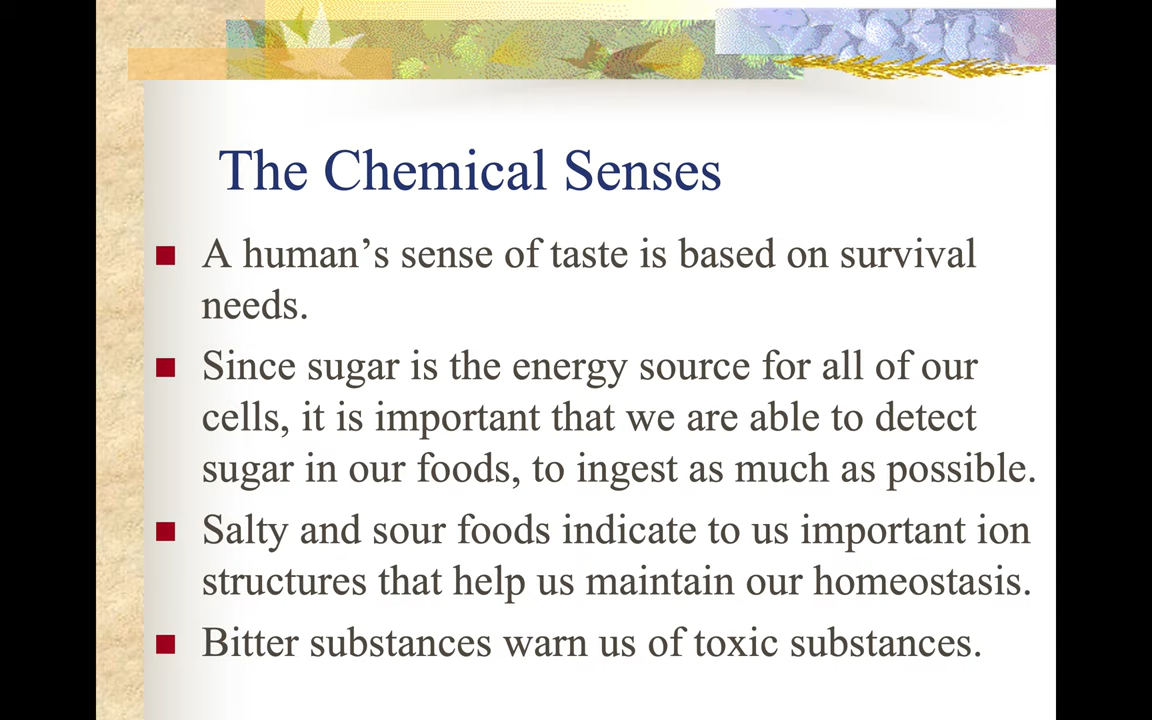 The Chemical Senses
A human’s sense of taste is based on survival
needs.
Since sugar is the energy source for all of our
cells, it is important that we are able to detect
sugar in our foods, to ingest as much as possible.
Salty and sour foods indicate to us important ion
structures that help us maintain our homeostasis.
Bitter substances warn us of toxic substances.